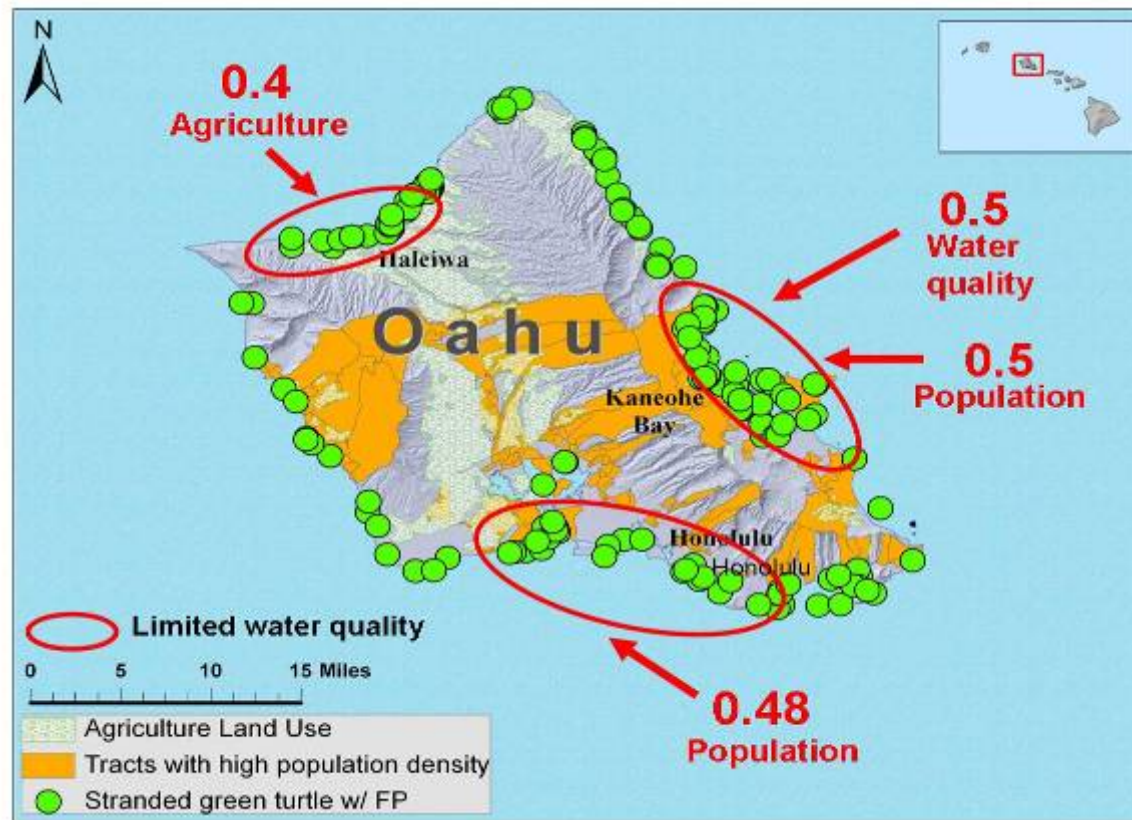 N
0.4
Agriculture
0.5
Water
quality
Haleiwa
Oahu
0.5
Population
Kaneohe
Bay
Honolulu
Honolulu
Limited water quality
0 5 10 15 Miles
0.48
Population
Agriculture Land Use
Tracts with high population density
Stranded green turtle w/ FP